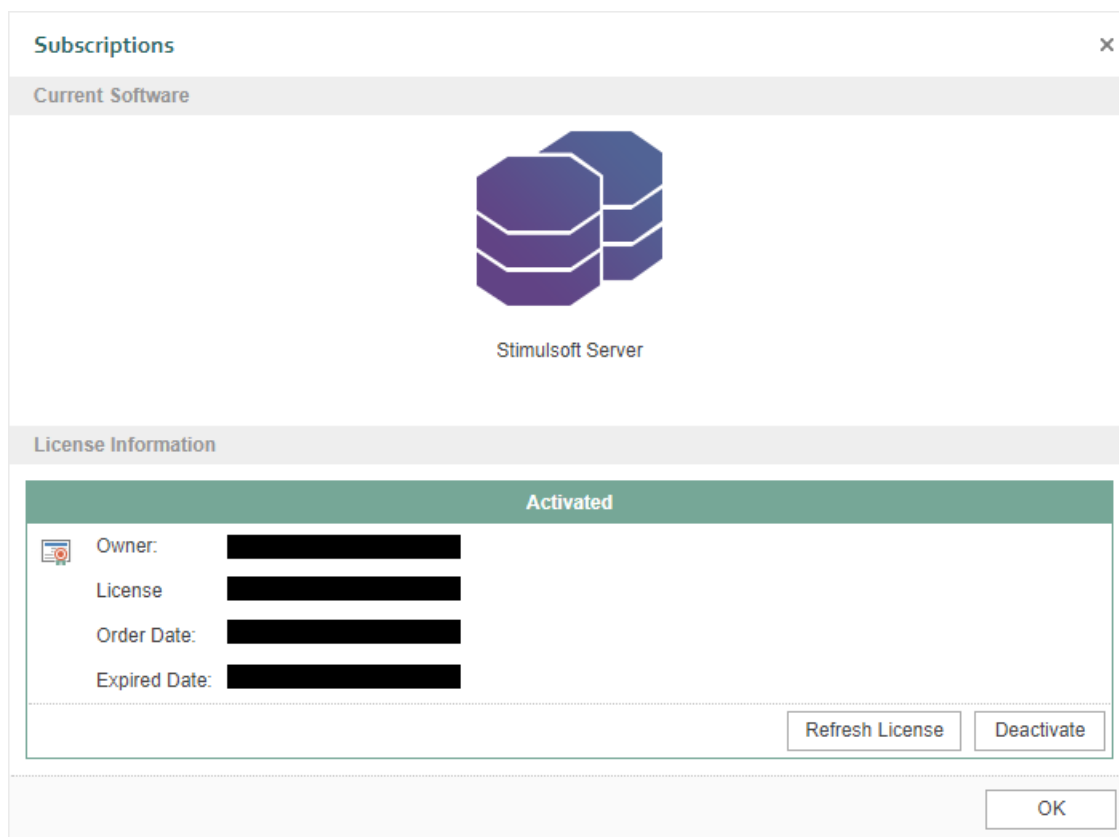 Subscriptions
Current Software
Stimulsoft Server
License Information
Activated
Owner:
License
Order Date:
Expired Date:
Refresh License Deactivate
OK